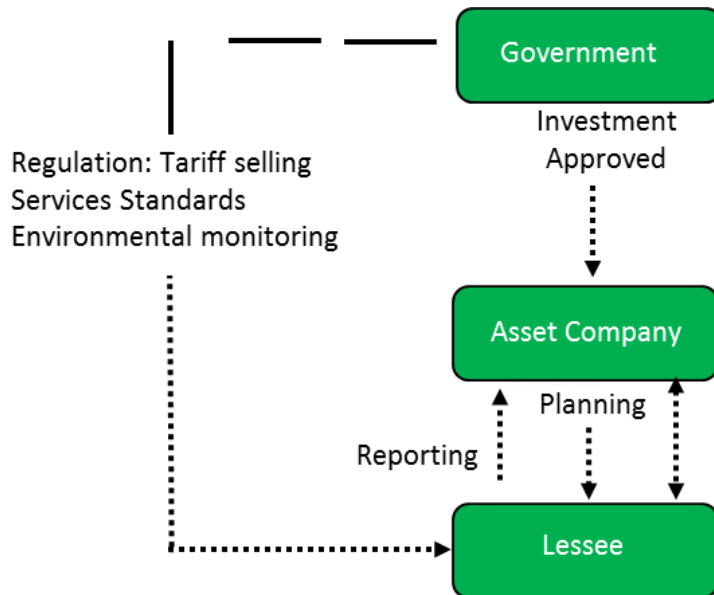 Government
Investment
Approved
Regulation: Tariff selling
Services Standards
Environmental monitoring
Asset Company
Planning
Reporting
Lessee